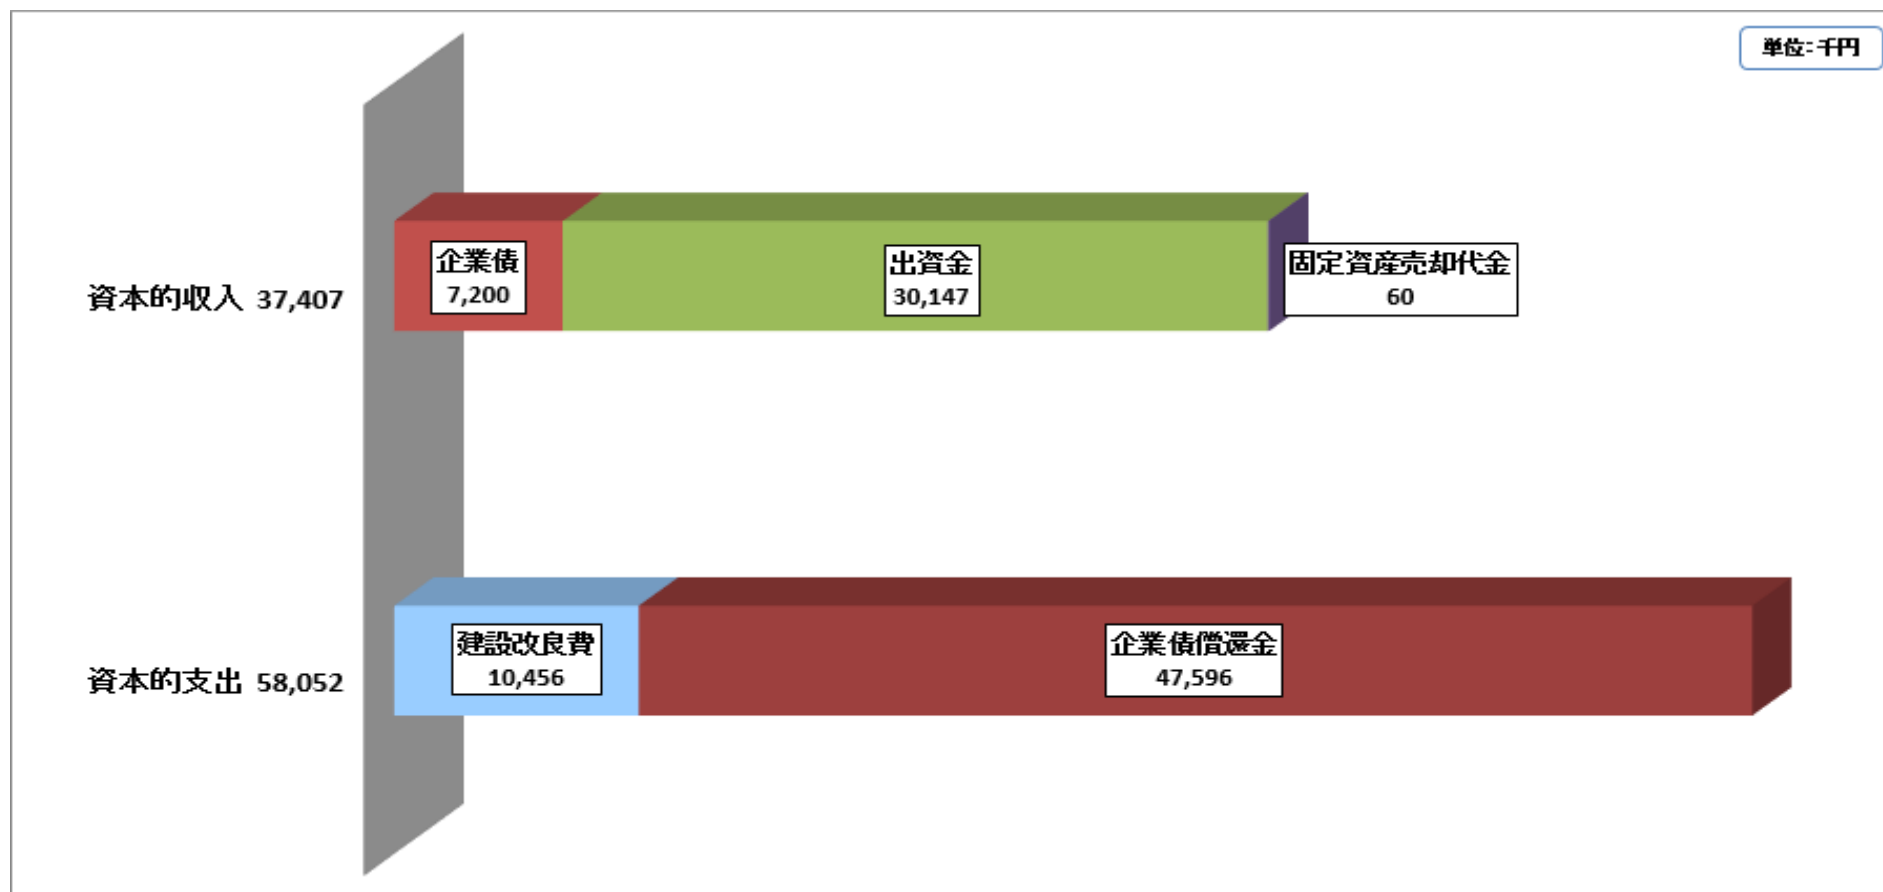 単位:千円
企業債
7,200
出資金
30,147
固定資産売却代金
60
資本的収入 37,407
建設改良費
10,456
企業債償還金
47,596
資本的支出 58,052